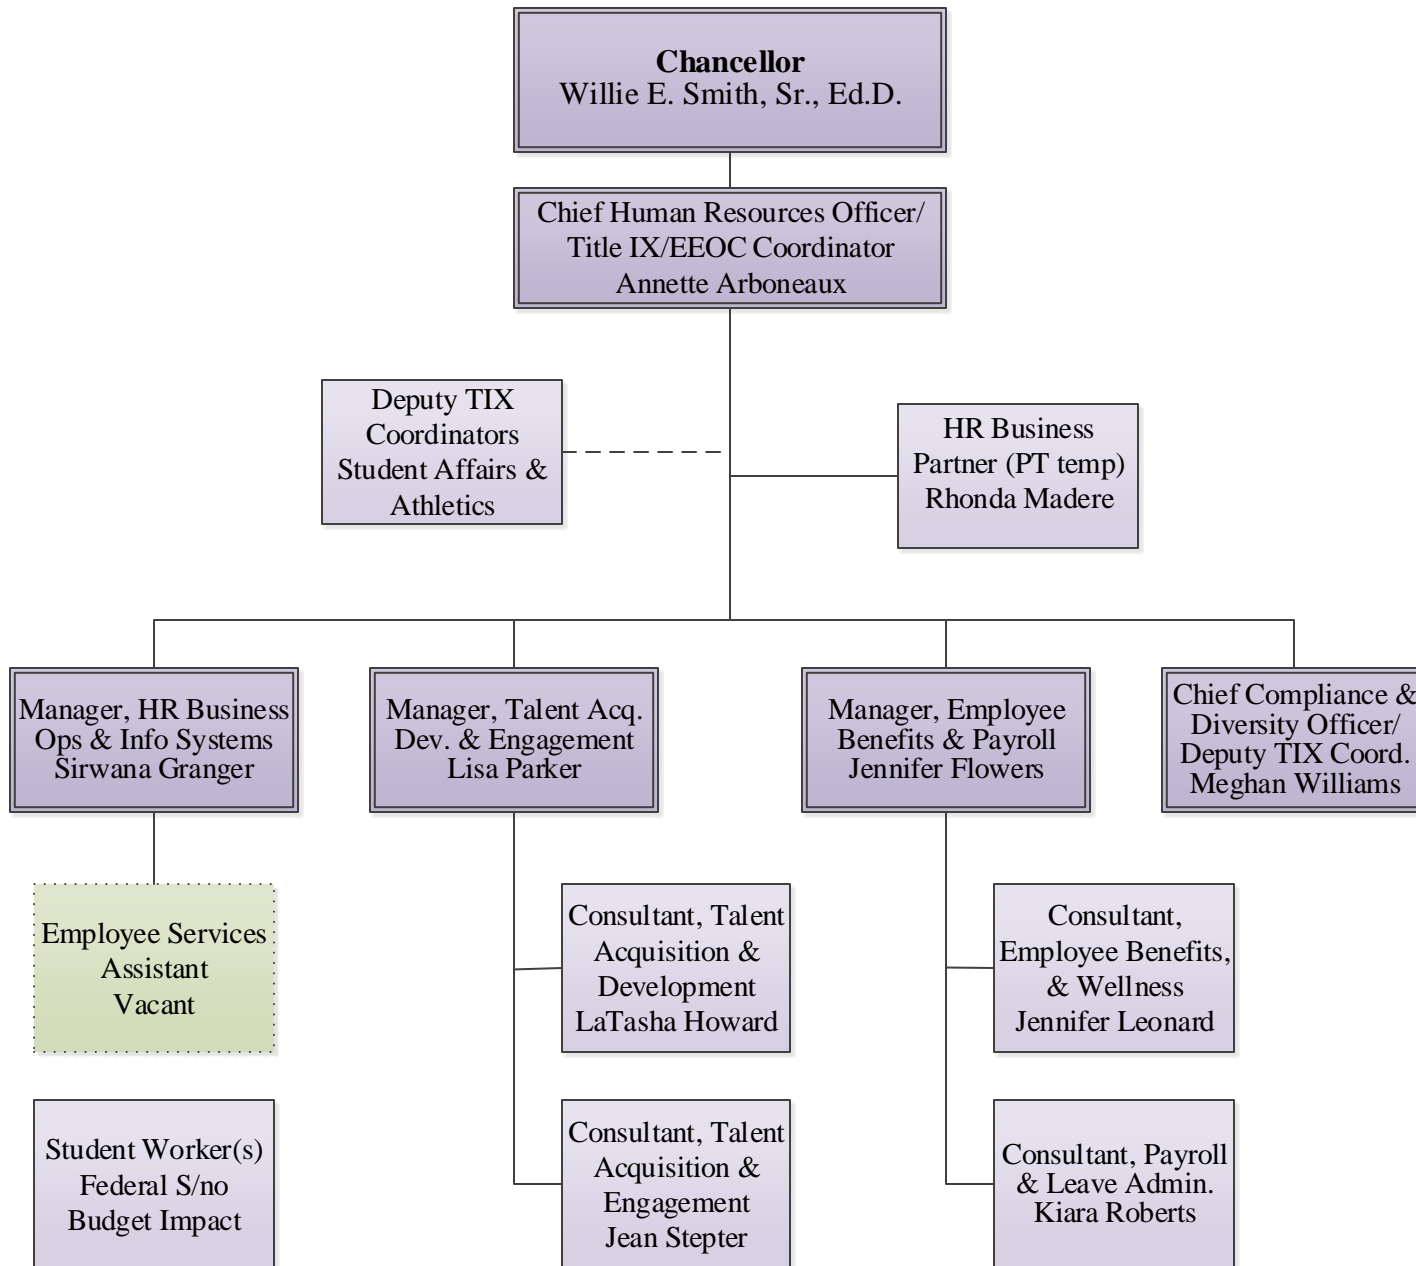 Chancellor
Willie E. Smith, Sr., Ed.D.
Chief Human Resources Officer/
Title IX/EEOC Coordinator
Annette Arboneaux
Deputy TIX
Coordinators
Student Affairs &
Athletics
HR Business
Partner (PT temp)
Rhonda Madere
Manager, HR Business
Ops & Info Systems
Sirwana Granger
Manager, Talent Acq.
Dev. & Engagement
Lisa Parker
Manager, Employee
Benefits & Payroll
Jennifer Flowers
Chief Compliance &
Diversity Officer/
Deputy TIX Coord.
Meghan Williams
Employee Services
Assistant
Vacant
Consultant, Talent
Acquisition &
Development
LaTasha Howard
Consultant,
Employee Benefits,
& Wellness
Jennifer Leonard
Student Worker(s)
Federal S/no
Budget Impact
Consultant, Talent
Acquisition &
Engagement
Jean Stepter
Consultant, Payroll
& Leave Admin.
Kiara Roberts